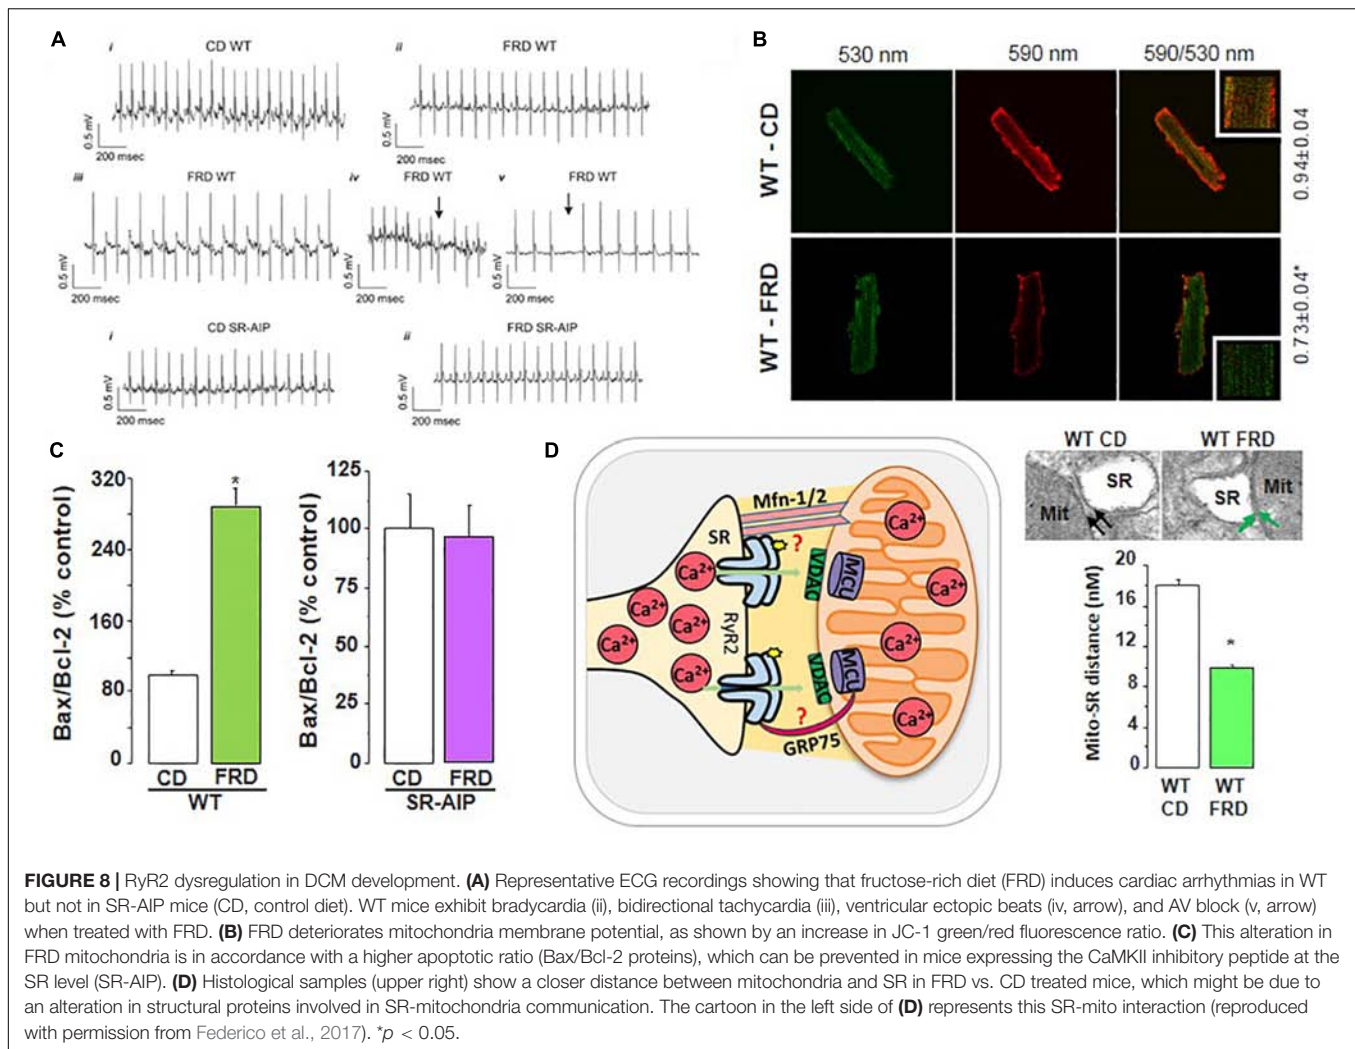 A
i
CD WT
0.5 mV
200 msec
ii
FRD WT
0.5 mV
200 msec
iii
FRD WT
0.5 mV
200 msec
iv
FRD WT
0.5 mV
200 msec
v
FRD WT
0.5 mV
200 msec
i
CD SR-AIP
0.5 mV
200 msec
ii
FRD SR-AIP
0.5 mV
200 msec
B
530 nm
590 nm
590/530 nm
WT - CD
0.94±0.04
WT - FRD
0.73±0.04*
C
Bax/Bcl-2 (% control)
320
240
160
80
0
*
CD
FRD
WT
Bax/Bcl-2 (% control)
125
100
75
50
25
0
CD
FRD
SR-AIP
D
Mfn-1/2
SR
?
Ca²⁺
Ca²⁺
Ca²⁺
Ca²⁺
Ca²⁺
RyR2
VDAC
MCU
VDAC
MCU
?
GRP75
Ca²⁺
Ca²⁺
Ca²⁺
Ca²⁺
WT CD
WT FRD
SR
Mit
SR
Mit
Mito-SR distance (nM)
20
16
12
8
4
0
*
WT
CD
WT
FRD
FIGURE 8 | RyR2 dysregulation in DCM development. (A) Representative ECG recordings showing that fructose-rich diet (FRD) induces cardiac arrhythmias in WT
but not in SR-AIP mice (CD, control diet). WT mice exhibit bradycardia (ii), bidirectional tachycardia (iii), ventricular ectopic beats (iv, arrow), and AV block (v, arrow)
when treated with FRD. (B) FRD deteriorates mitochondria membrane potential, as shown by an increase in JC-1 green/red fluorescence ratio. (C) This alteration in
FRD mitochondria is in accordance with a higher apoptotic ratio (Bax/Bcl-2 proteins), which can be prevented in mice expressing the CaMKII inhibitory peptide at the
SR level (SR-AIP). (D) Histological samples (upper right) show a closer distance between mitochondria and SR in FRD vs. CD treated mice, which might be due to
an alteration in structural proteins involved in SR-mitochondria communication. The cartoon in the left side of (D) represents this SR-mito interaction (reproduced
with permission from Federico et al., 2017). *p < 0.05.